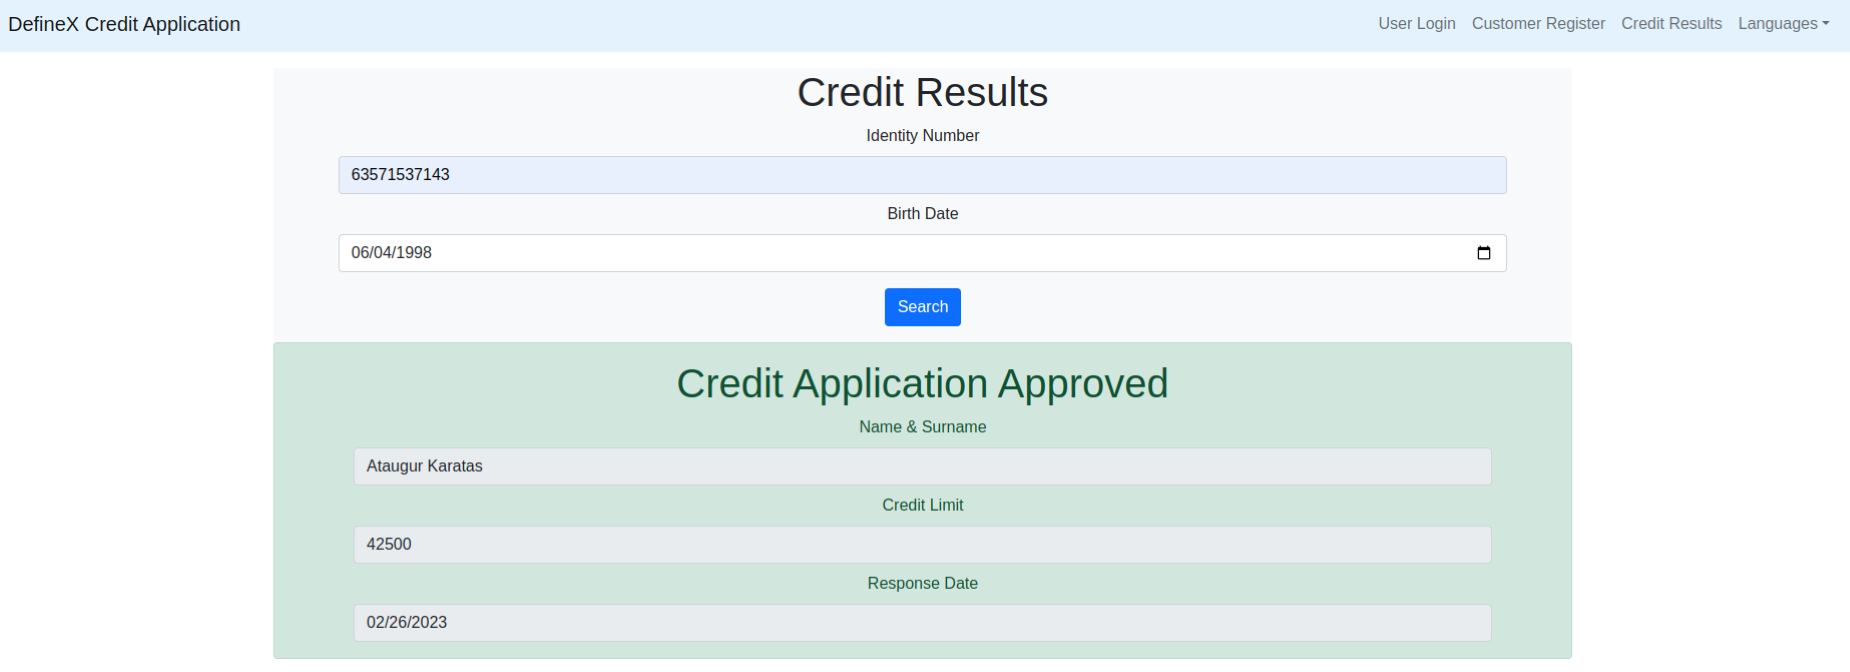 DefineX Credit Application
User Login Customer Register Credit Results Languages
Credit Results
Identity Number
63571537143
Birth Date
06/04/1998
Search
Credit Application Approved
Name & Surname
Ataugur Karatas
Credit Limit
42500
Response Date
02/26/2023